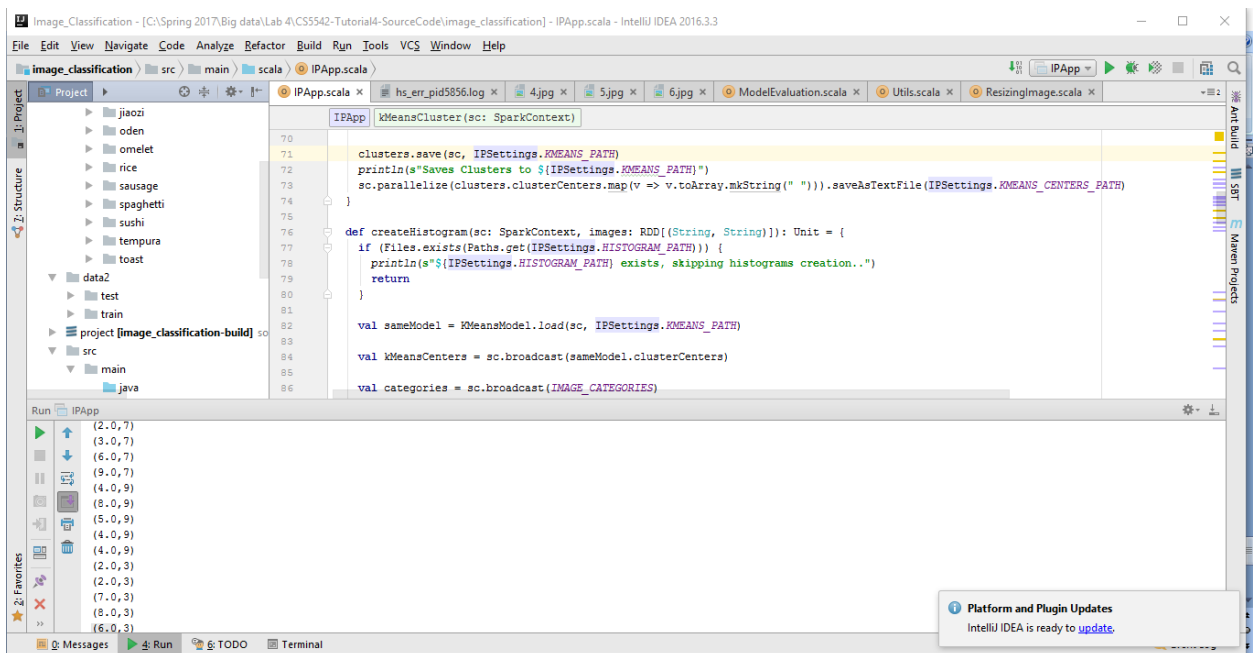 Image_Classification - [C:\Spring 2017\Big data\Lab 4\CS5542-Tutorial4-SourceCode\image_classification] - IPApp.scala - IntelliJ IDEA 2016.3.3
File Edit View Navigate Code Analyze Refactor Build Run Tools VCS Window Help
image_classification src main scala IPApp.scala
IPApp
Project
IPApp.scala hs_err_pid5856.log 4.jpg 5.jpg 6.jpg ModelEvaluation.scala Utils.scala ResizingImage.scala
2
1: Project
7: Structure
2: Favorites
Ant Build
SBT
Maven Projects
jiaozi
oden
omelet
rice
sausage
spaghetti
sushi
tempura
toast
data2
test
train
project [image_classification-build] so
src
main
java
IPApp kMeansCluster(sc: SparkContext)
70
71 clusters.save(sc, IPSettings.KMEANS_PATH)
72 println(s"Saves Clusters to ${IPSettings.KMEANS_PATH}")
73 sc.parallelize(clusters.clusterCenters.map(v => v.toArray.mkString(" "))).saveAsTextFile(IPSettings.KMEANS_CENTERS_PATH)
74 }
75
76 def createHistogram(sc: SparkContext, images: RDD[(String, String)]): Unit = {
77 if (Files.exists(Paths.get(IPSettings.HISTOGRAM_PATH))) {
78 println(s"${IPSettings.HISTOGRAM_PATH} exists, skipping histograms creation..")
79 return
80 }
81
82 val sameModel = KMeansModel.load(sc, IPSettings.KMEANS_PATH)
83
84 val kMeansCenters = sc.broadcast(sameModel.clusterCenters)
85
86 val categories = sc.broadcast(IMAGE_CATEGORIES)
Run IPApp
(2.0,7)
(3.0,7)
(6.0,7)
(9.0,7)
(4.0,9)
(8.0,9)
(5.0,9)
(4.0,9)
(4.0,9)
(2.0,3)
(2.0,3)
(7.0,3)
(8.0,3)
(6.0,3)
Platform and Plugin Updates
IntelliJ IDEA is ready to update.
0: Messages 4: Run 6: TODO Terminal